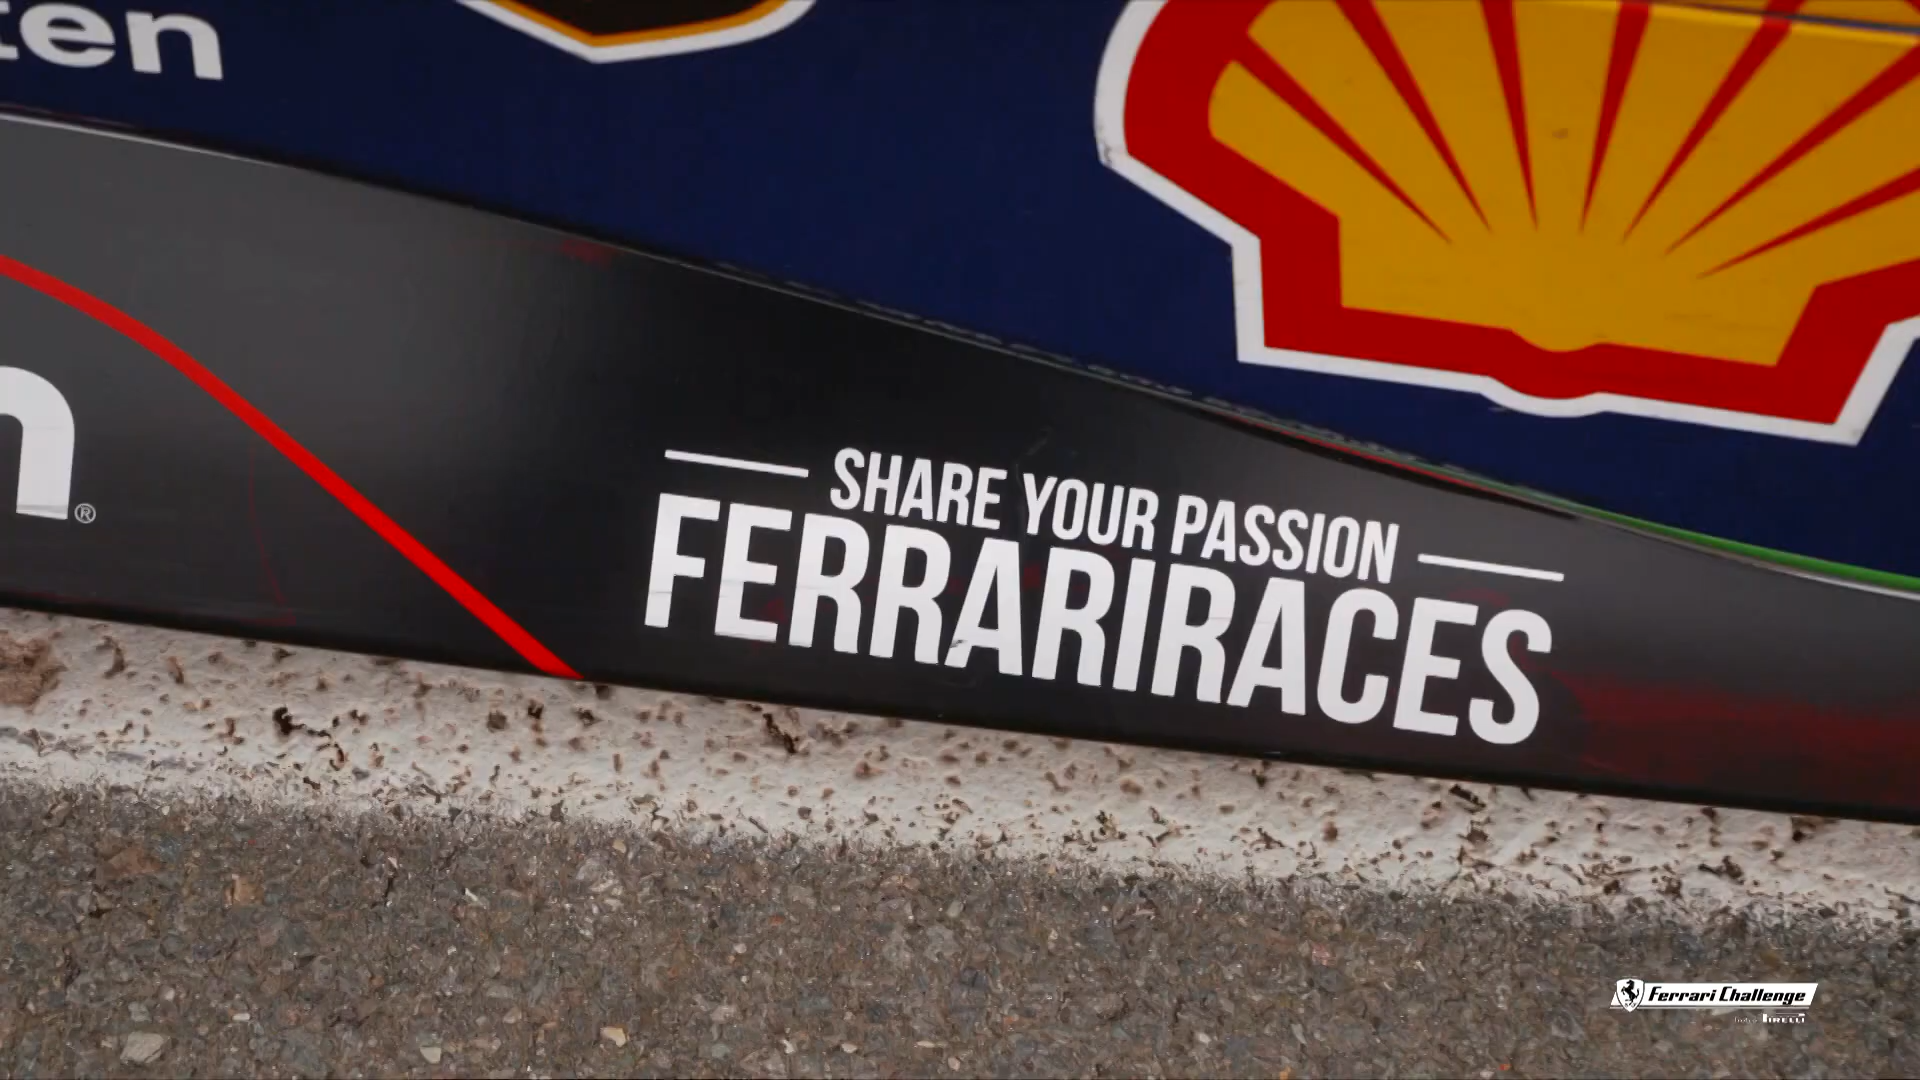 ten
n®
SHARE YOUR PASSION
FERRARIRACES
Ferrari Challenge
PIRELLI